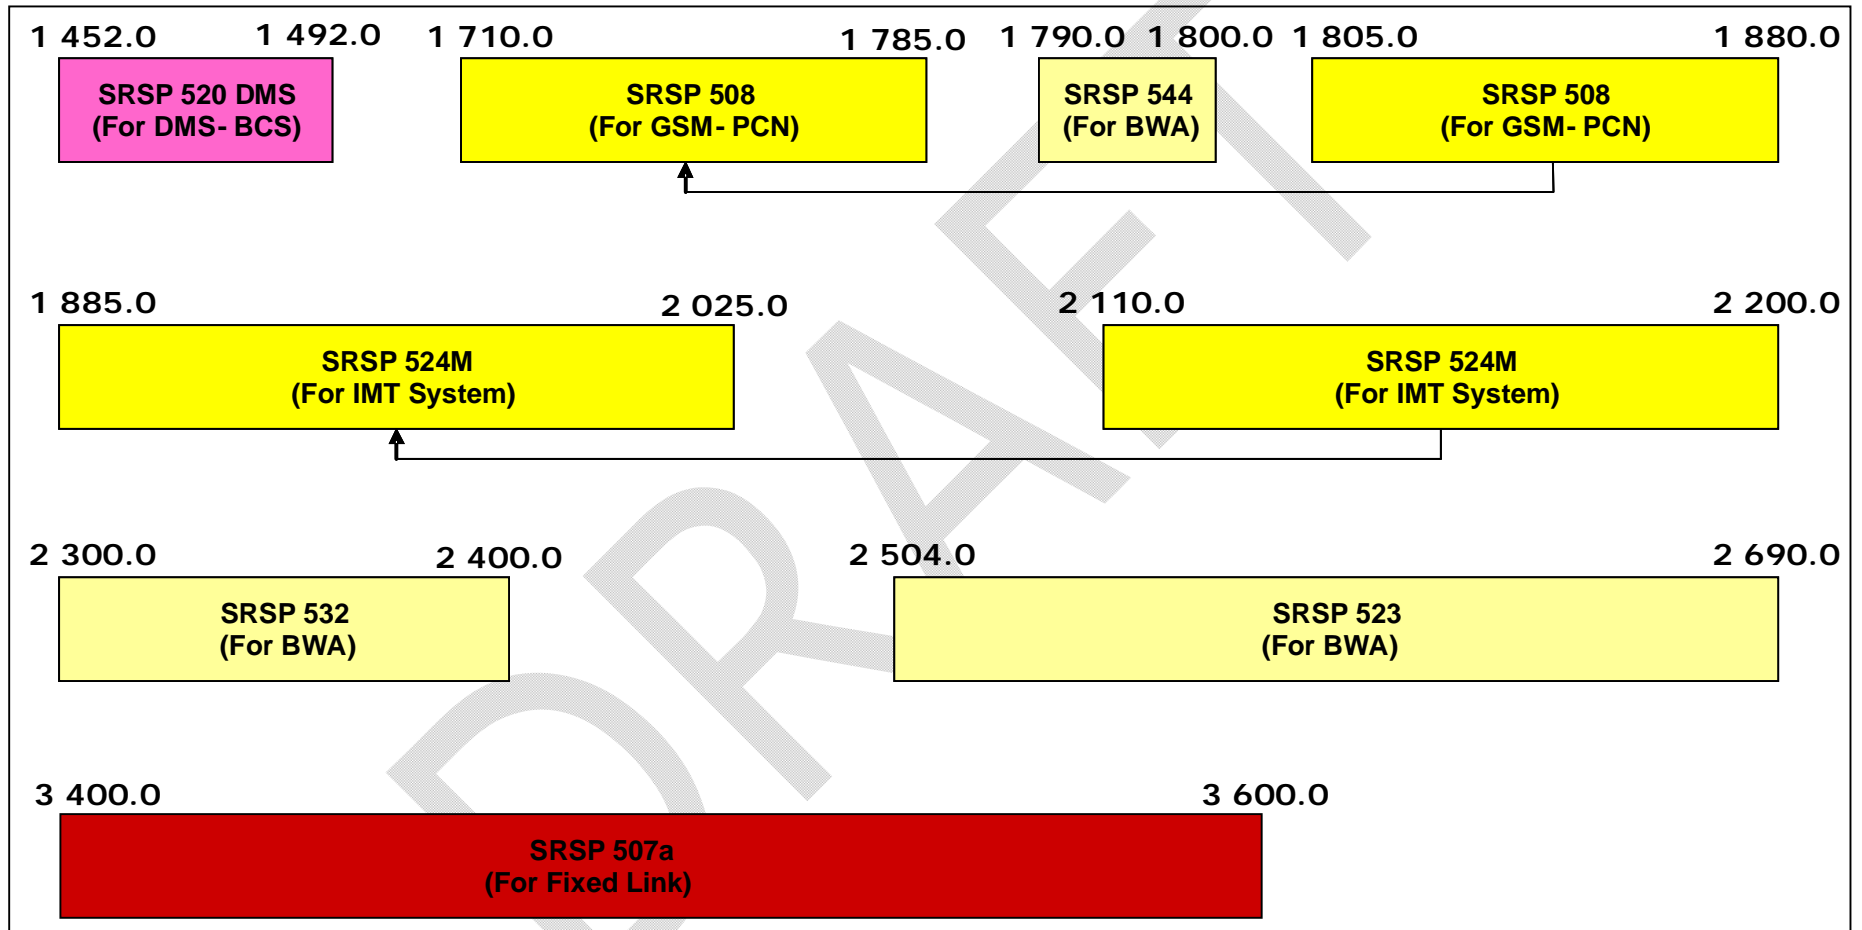 1 452.0 1 492.0 1 710.0 1 785.0 1 790.0 1 800.0 1 805.0 1 880.0
SRSP 520 DMS
(For DMS- BCS)
SRSP 508
(For GSM- PCN)
SRSP 544
(For BWA)
SRSP 508
(For GSM- PCN)
1 885.0 2 025.0 2 110.0 2 200.0
SRSP 524M
(For IMT System)
SRSP 524M
(For IMT System)
2 300.0 2 400.0 2 504.0 2 690.0
SRSP 532
(For BWA)
SRSP 523
(For BWA)
3 400.0 3 600.0
SRSP 507a
(For Fixed Link)
DRAFT